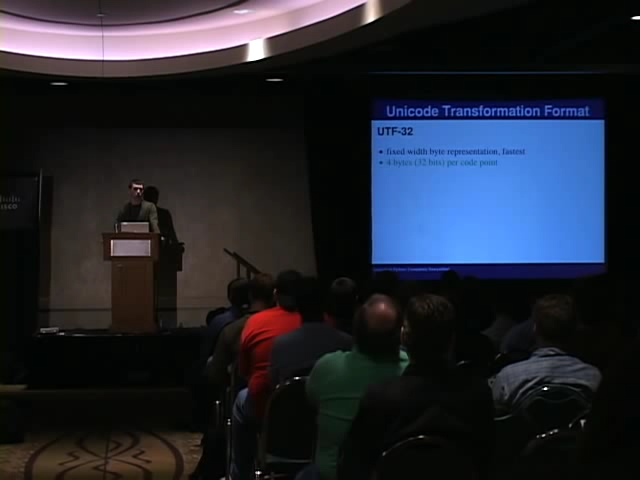 Unicode Transformation Format
UTF-32
• fixed width byte representation, fastest
• 4 bytes (32 bits) per code point